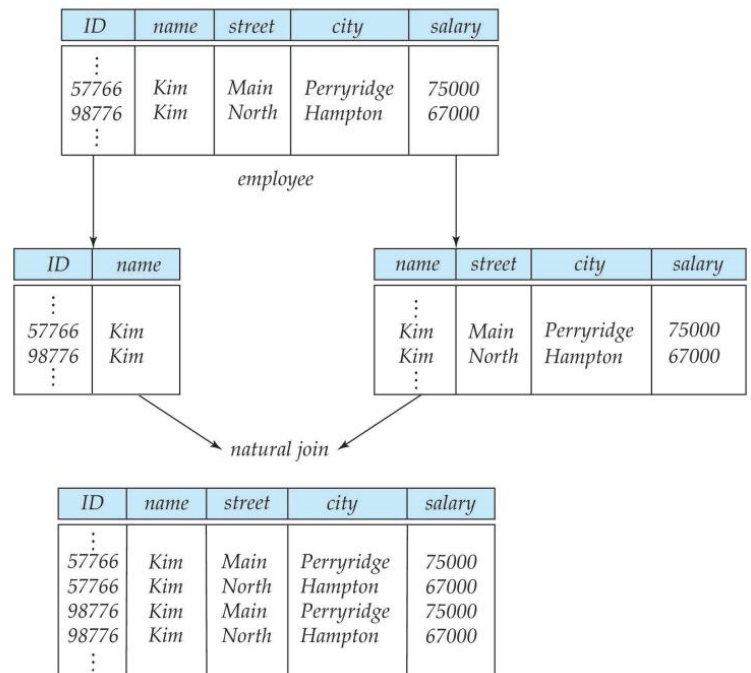 ID name street city salary
⋮
57766 Kim Main Perryridge 75000
98776 Kim North Hampton 67000
⋮
employee
ID name
⋮
57766 Kim
98776 Kim
⋮
name street city salary
⋮
Kim Main Perryridge 75000
Kim North Hampton 67000
⋮
natural join
ID name street city salary
⋮
57766 Kim Main Perryridge 75000
57766 Kim North Hampton 67000
98776 Kim Main Perryridge 75000
98776 Kim North Hampton 67000
⋮